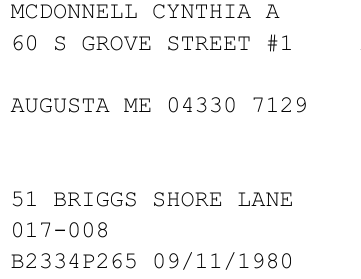 MCDONNELL CYNTHIA A
60 S GROVE STREET #1
AUGUSTA ME 04330 7129
51 BRIGGS SHORE LANE
017-008
B2334P265 09/11/1980